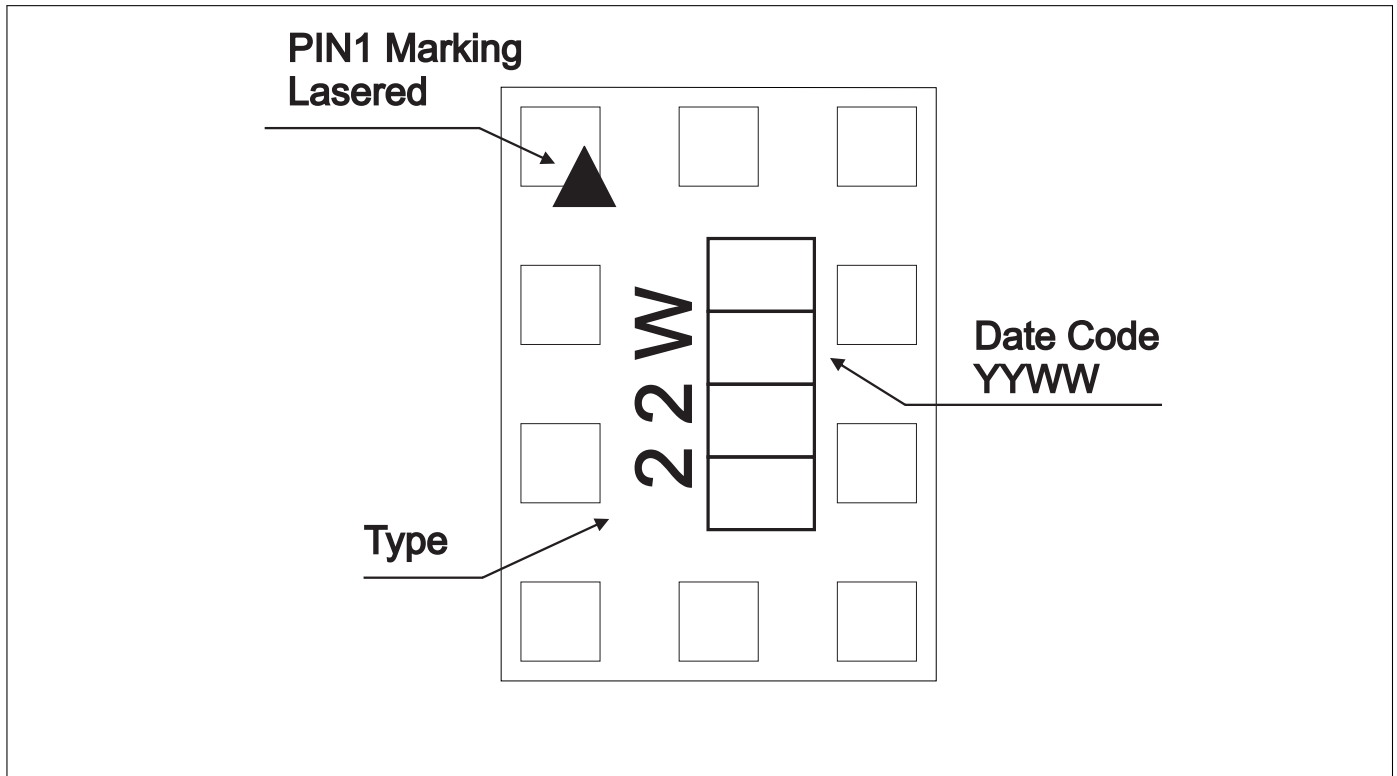 PIN1 Marking
Lasered
22W
Date Code
YYWW
Type